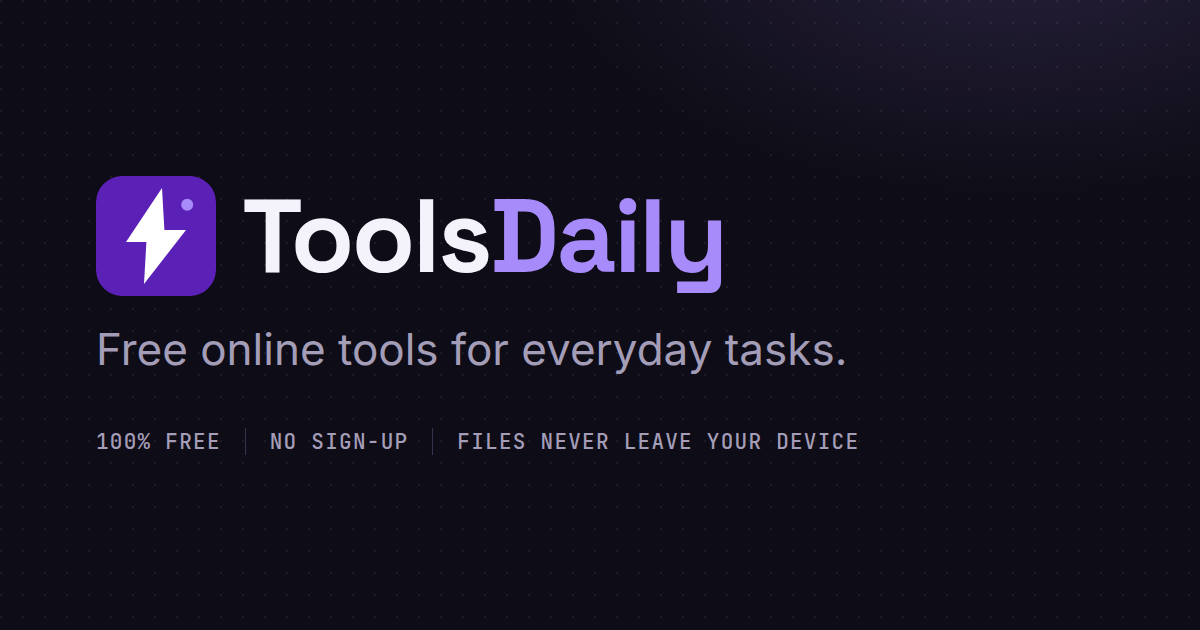 ToolsDaily
Free online tools for everyday tasks.
100% FREE NO SIGN-UP FILES NEVER LEAVE YOUR DEVICE